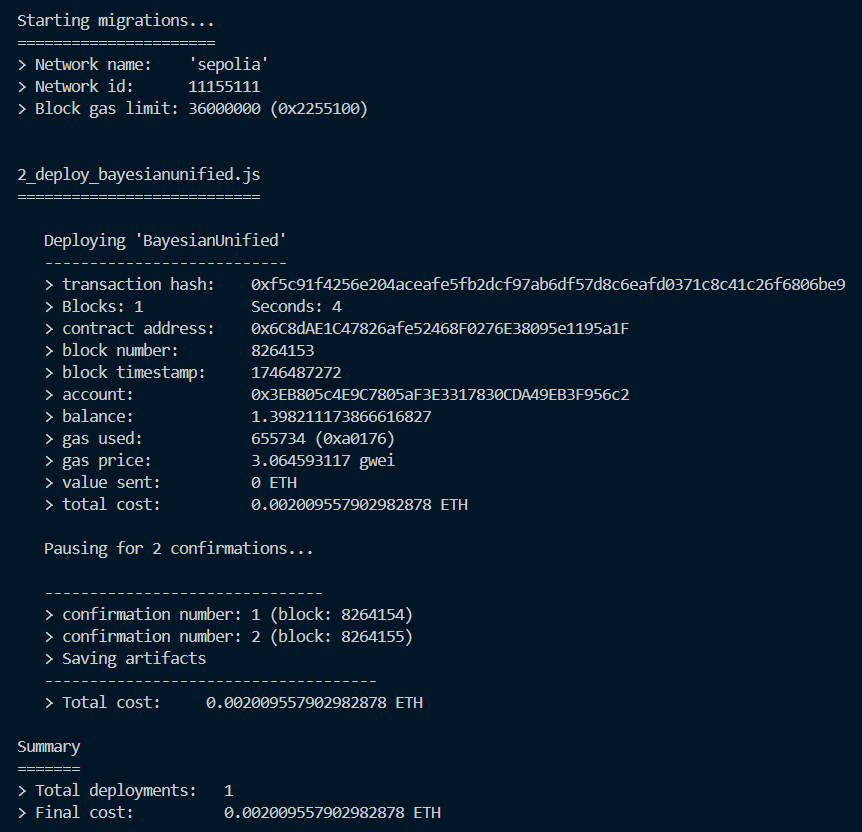 Starting migrations...
======================
> Network name:    'sepolia'
> Network id:      11155111
> Block gas limit: 36000000 (0x2255100)
2_deploy_bayesianunified.js
===========================
   Deploying 'BayesianUnified'
   ---------------------------
   > transaction hash:    0xf5c91f4256e204aceafe5fb2dcf97ab6df57d8c6eafd0371c8c41c26f6806be9
   > Blocks: 1            Seconds: 4
   > contract address:    0x6C8dAE1C47826afe52468F0276E38095e1195a1F
   > block number:        8264153
   > block timestamp:     1746487272
   > account:             0x3EB805c4E9C7805aF3E3317830CDA49EB3F956c2
   > balance:             1.398211173866616827
   > gas used:            655734 (0xa0176)
   > gas price:           3.064593117 gwei
   > value sent:          0 ETH
   > total cost:          0.002009557902982878 ETH
   Pausing for 2 confirmations...
   -------------------------------
   > confirmation number: 1 (block: 8264154)
   > confirmation number: 2 (block: 8264155)
   > Saving artifacts
   -------------------------------------
   > Total cost:     0.002009557902982878 ETH
Summary
=======
> Total deployments:   1
> Final cost:          0.002009557902982878 ETH